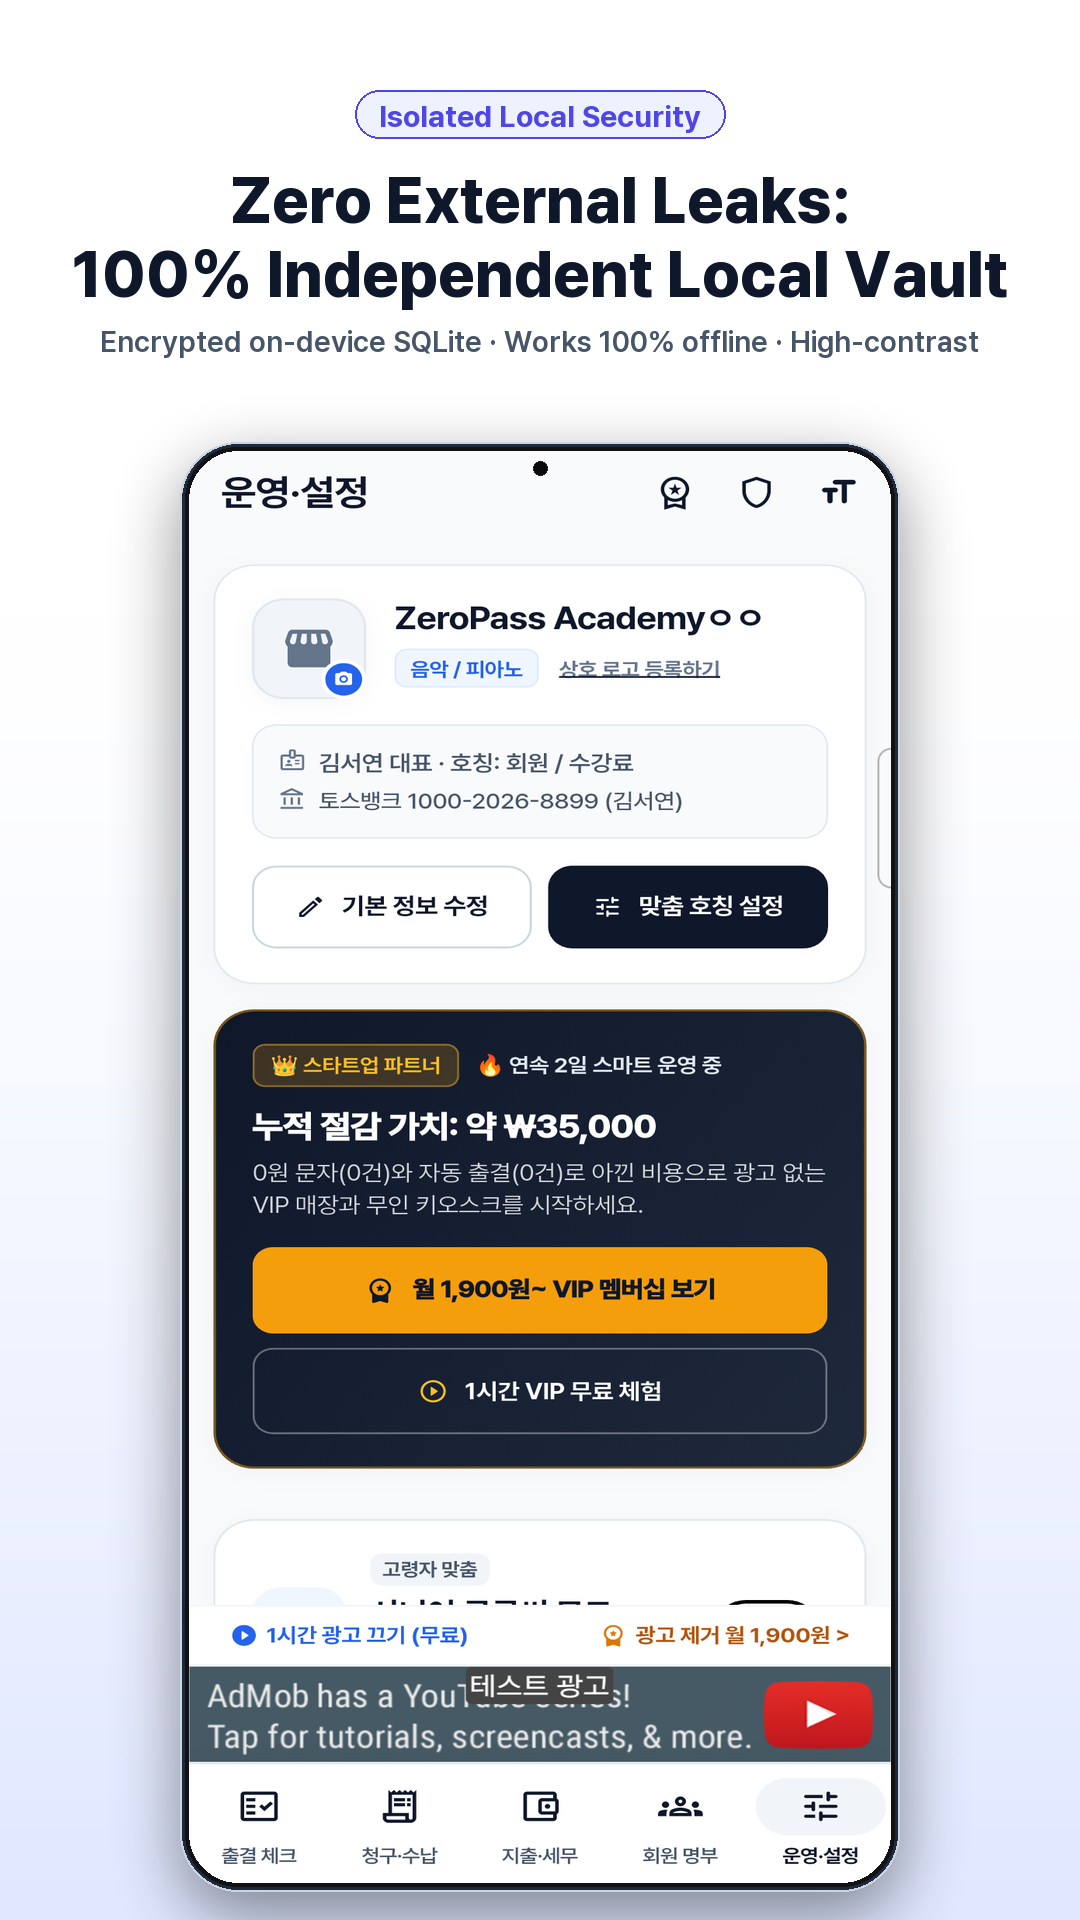 Isolated Local Security
Zero External Leaks:
100% Independent Local Vault
Encrypted on-device SQLite · Works 100% offline · High-contrast
운영·설정
ZeroPass Academyㅇㅇ
음악 / 피아노
상호 로고 등록하기
김서연 대표 · 호칭: 회원 / 수강료
토스뱅크 1000-2026-8899 (김서연)
기본 정보 수정
맞춤 호칭 설정
👑 스타트업 파트너
🔥 연속 2일 스마트 운영 중
누적 절감 가치: 약 ₩35,000
0원 문자(0건)와 자동 출결(0건)로 아낀 비용으로 광고 없는
VIP 매장과 무인 키오스크를 시작하세요.
월 1,900원~ VIP 멤버십 보기
1시간 VIP 무료 체험
고령자 맞춤
1시간 광고 끄기 (무료)
광고 제거 월 1,900원 >
테스트 광고
AdMob has a YouTube series!
Tap for tutorials, screencasts, & more.
출결 체크
청구·수납
지출·세무
회원 명부
운영·설정